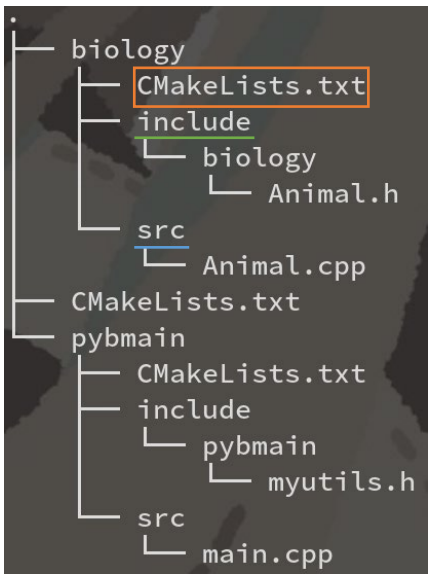 .
├── biology
│   ├── CMakeLists.txt
│   ├── include
│   │   └── biology
│   │       └── Animal.h
│   └── src
│       └── Animal.cpp
├── CMakeLists.txt
└── pybmain
    ├── CMakeLists.txt
    ├── include
    │   └── pybmain
    │       └── myutils.h
    └── src
        └── main.cpp